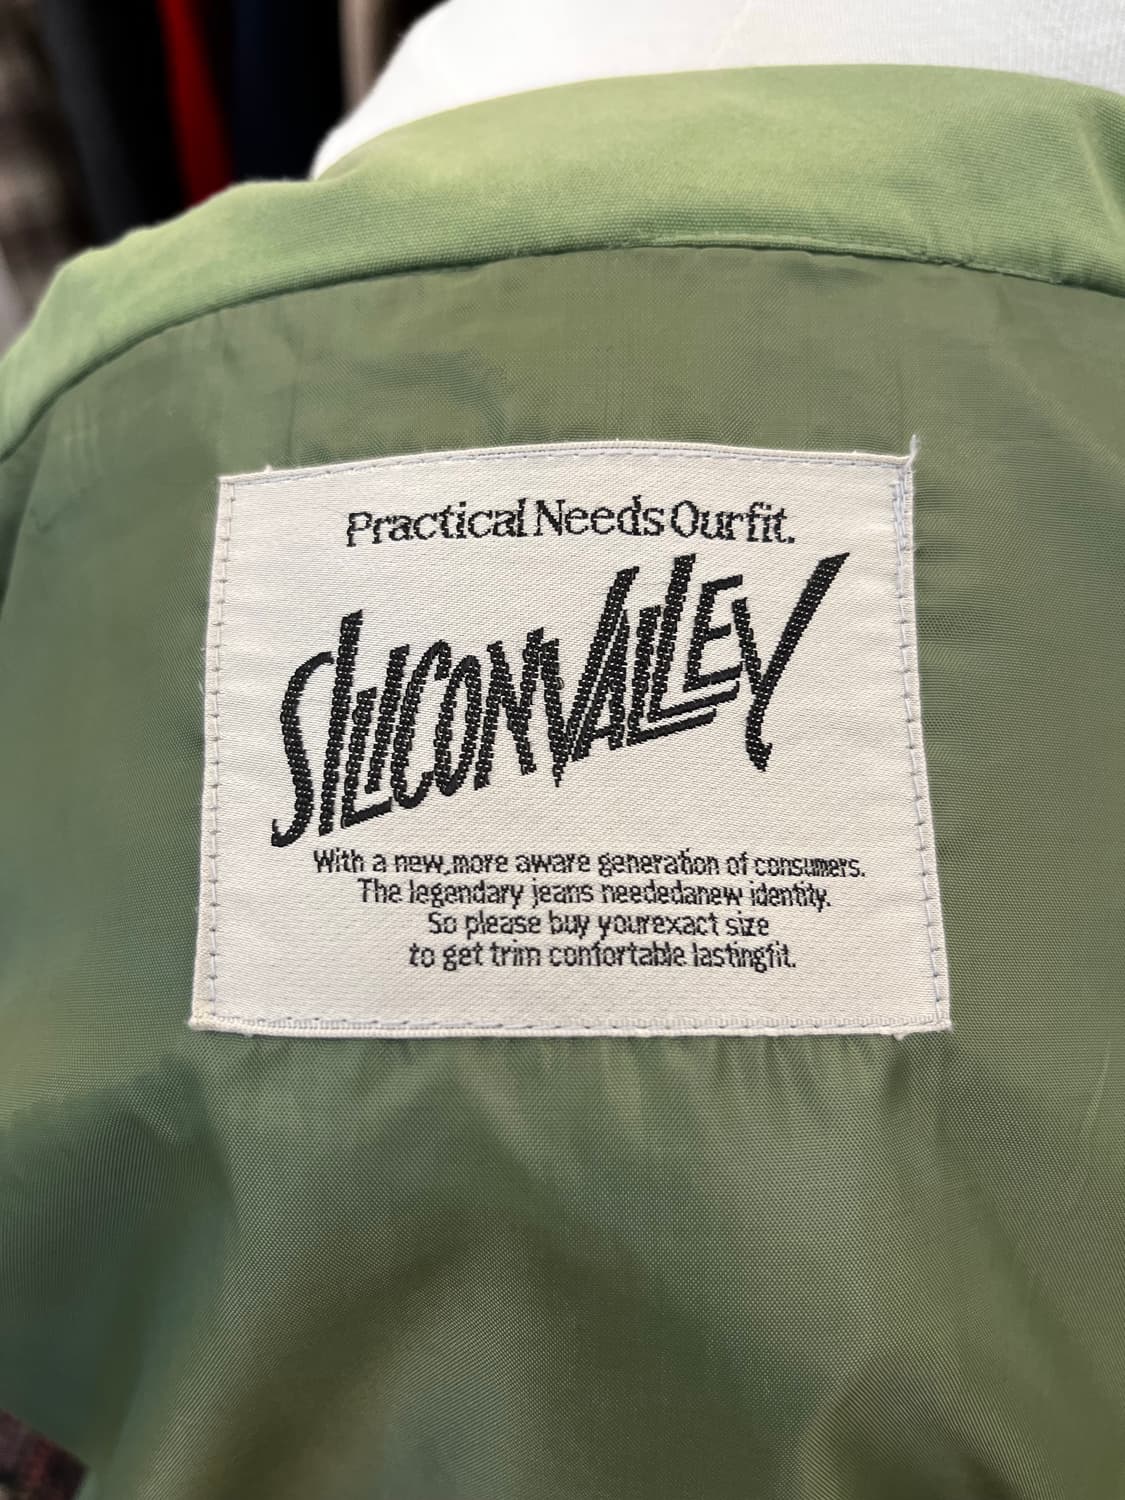 Practical Needs Ourfit.
SILICONVALLEY
With a new,more aware generation of consumers.
The legendary jeans neededanew identity.
So please buy yourexact size
to get trim confortable lastingfit.